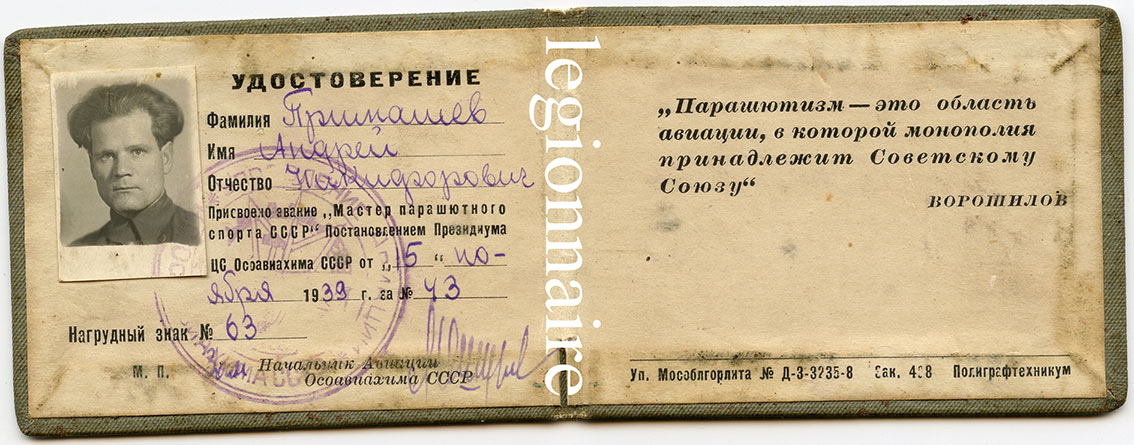 УДОСТОВЕРЕНИЕ
Фамилия Припашев
Имя Андрей
Отчество Никифорович
Присвоено звание „Мастер парашютного
спорта СССР“ Постановлением Президиума
ЦС Осоавиахима СССР от „15“ но-
ября 1939 г. за № 43
Нагрудный знак № 63
М. П.
Начальник Авиации
Осоавиахима СССР
legionnaire
„Парашютизм — это область
авиации, в которой монополия
принадлежит Советскому
Союзу“
ВОРОШИЛОВ
Уп. Мособлгорлита № Д-3-3235-8 Зак. 498 Полиграфтехникум